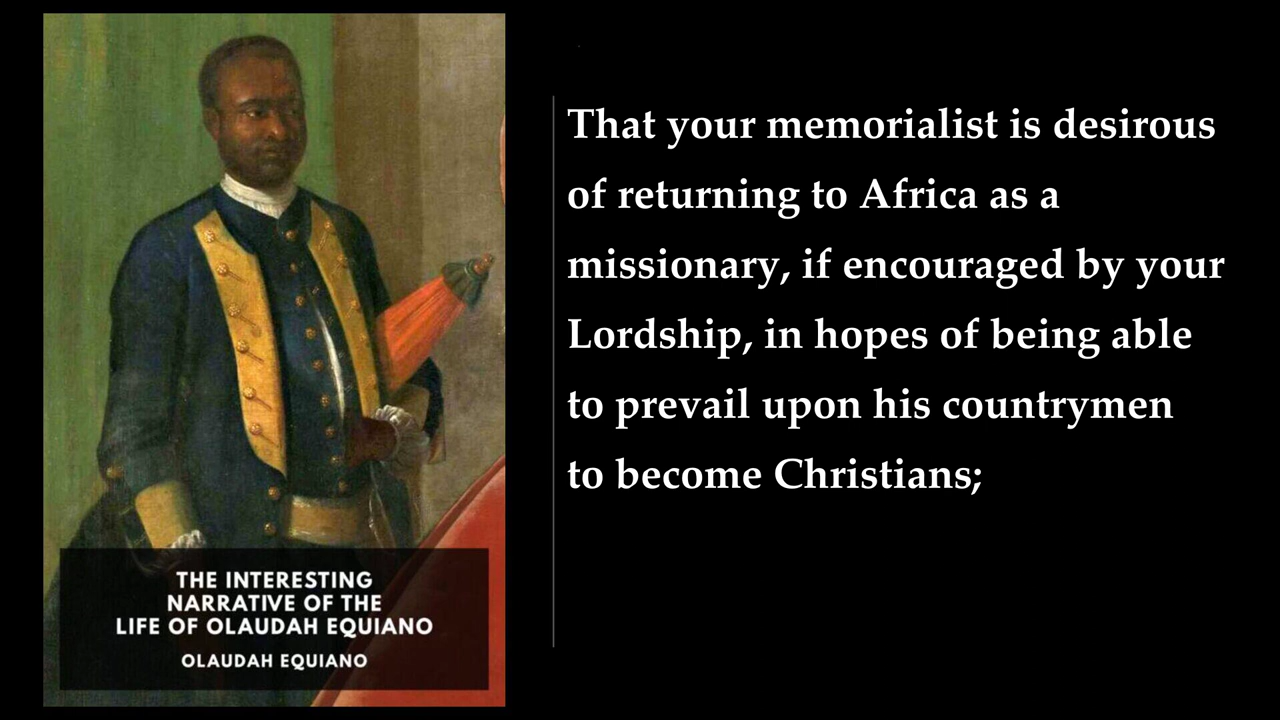 THE INTERESTING
NARRATIVE OF THE
LIFE OF OLAUDAH EQUIANO
OLAUDAH EQUIANO
That your memorialist is desirous
of returning to Africa as a
missionary, if encouraged by your
Lordship, in hopes of being able
to prevail upon his countrymen
to become Christians;